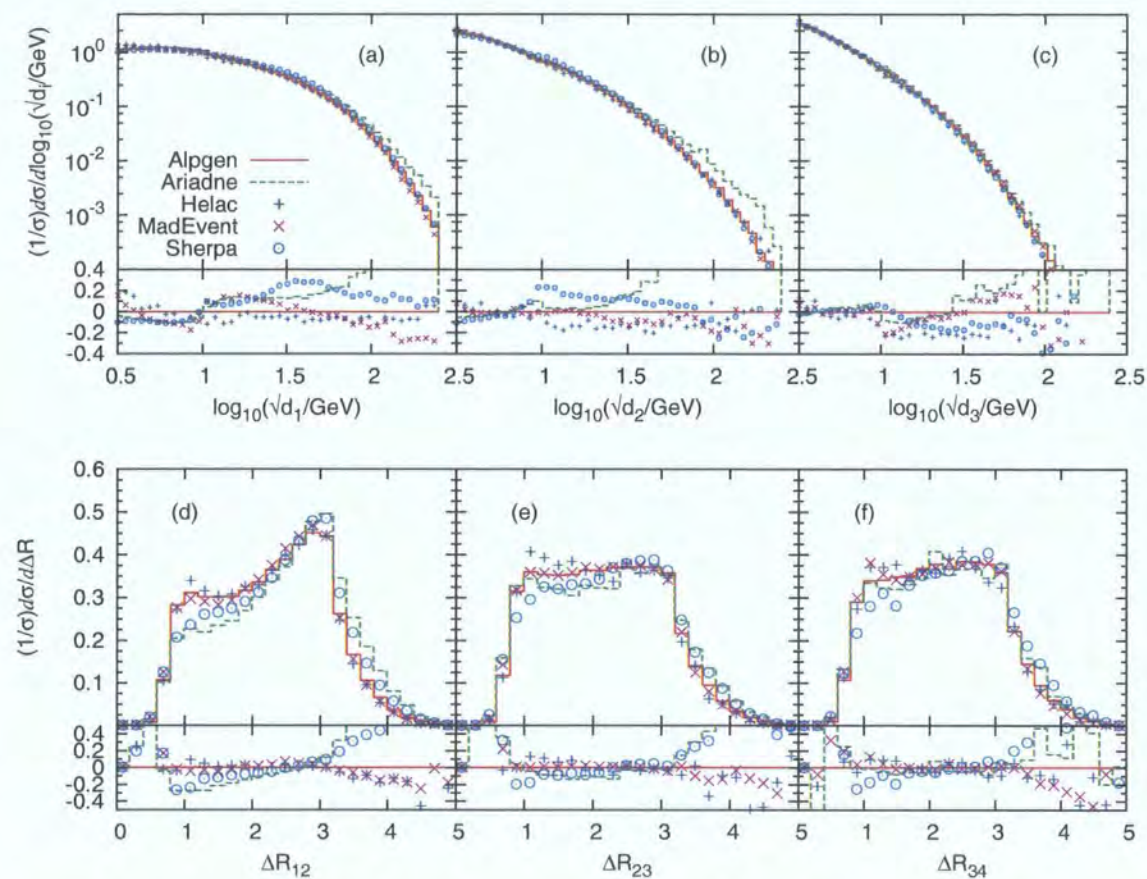 (1/σ)dσ/dlog10(√di/GeV)
10^0
10^-1
10^-2
10^-3
0.4
0.2
0
-0.2
-0.4
(a) (b) (c)
Alpgen
Ariadne
Helac
MadEvent
Sherpa
0.5 1 1.5 2 2.5 1 1.5 2 2.5 1 1.5 2 2.5
log10(√d1/GeV) log10(√d2/GeV) log10(√d3/GeV)
(1/σ)dσ/dΔR
0.6
0.5
0.4
0.3
0.2
0.1
0.4
0.2
0
-0.2
-0.4
(d) (e) (f)
0 1 2 3 4 5 1 2 3 4 5 1 2 3 4 5
ΔR12 ΔR23 ΔR34